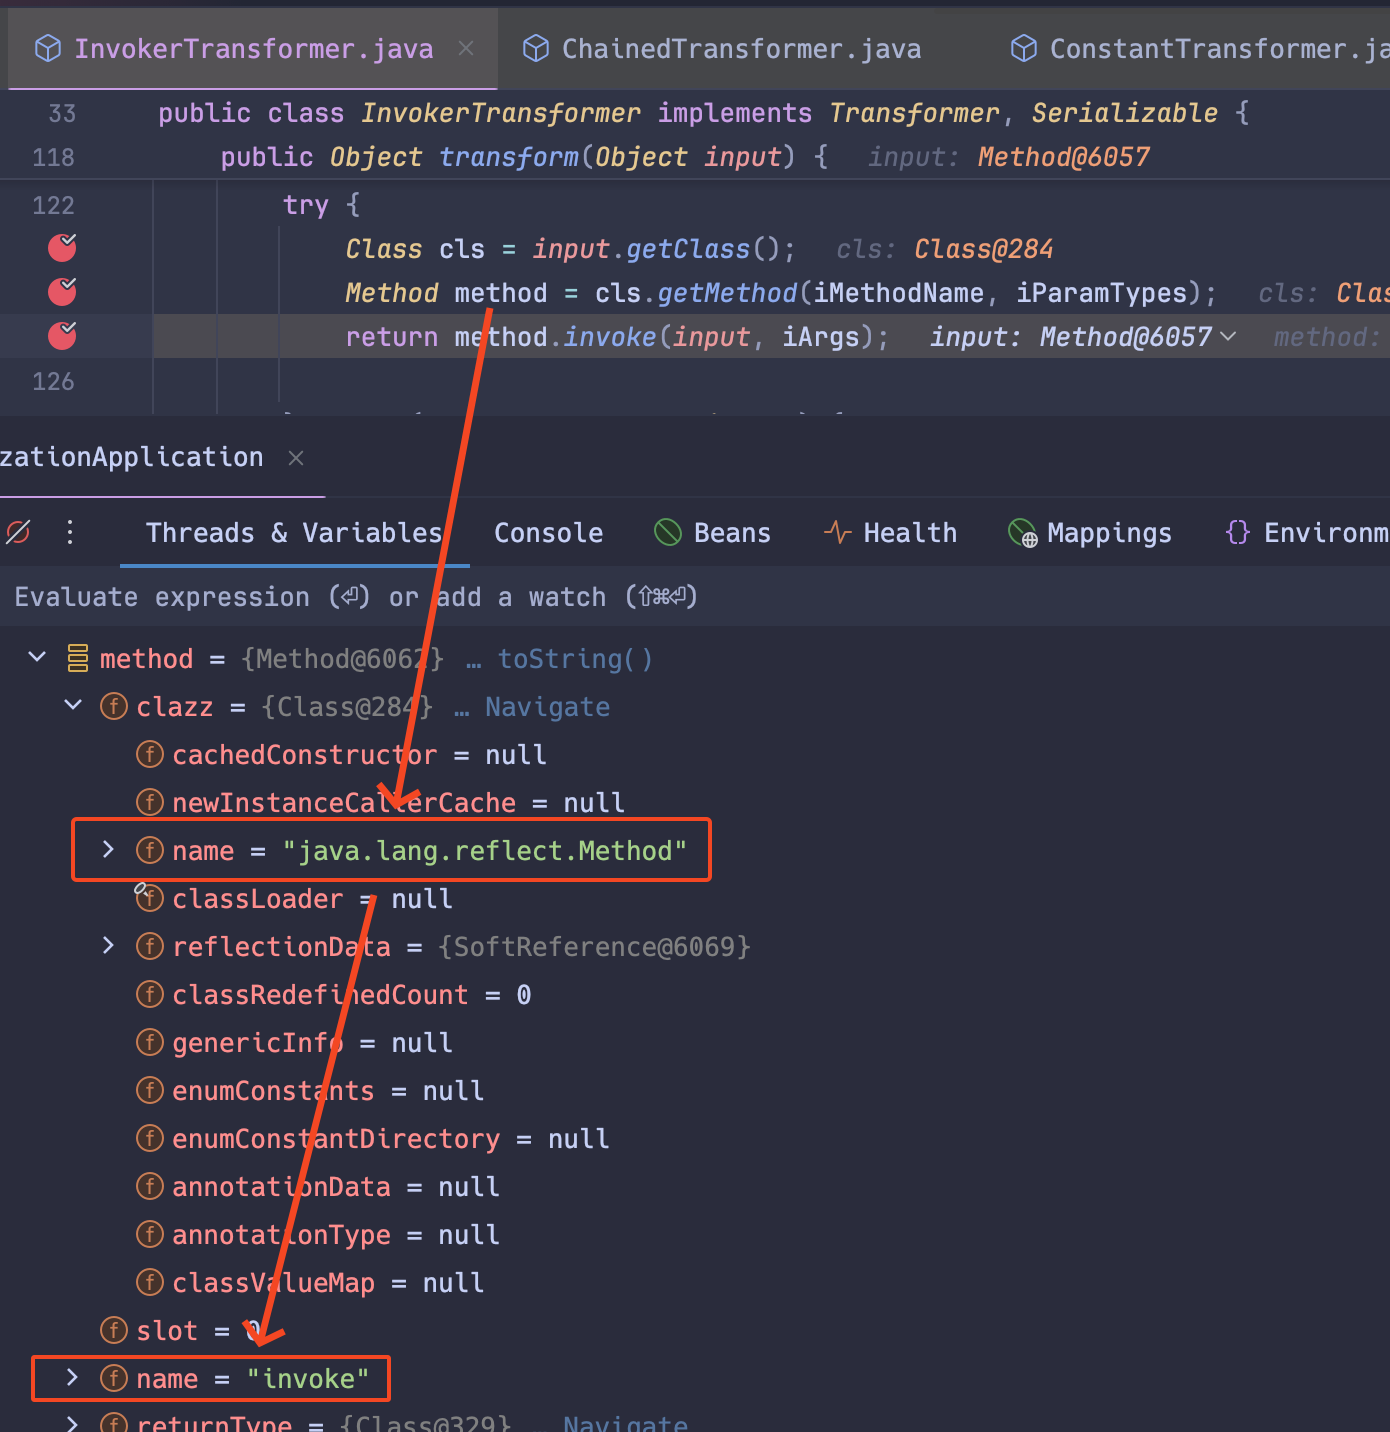 InvokerTransformer.java × ChainedTransformer.java ConstantTransformer.ja
33 public class InvokerTransformer implements Transformer, Serializable {
118 public Object transform(Object input) { input: Method@6057
122 try {
Class cls = input.getClass(); cls: Class@284
Method method = cls.getMethod(iMethodName, iParamTypes); cls: Clas
return method.invoke(input, iArgs); input: Method@6057 method:
126
zationApplication ×
Threads & Variables Console Beans Health Mappings {} Environm
Evaluate expression (⏎) or add a watch (⇧⌘⏎)
method = {Method@6062} … toString()
f clazz = {Class@284} … Navigate
f cachedConstructor = null
f newInstanceCallerCache = null
f name = "java.lang.reflect.Method"
f classLoader = null
f reflectionData = {SoftReference@6069}
f classRedefinedCount = 0
f genericInfo = null
f enumConstants = null
f enumConstantDirectory = null
f annotationData = null
f annotationType = null
f classValueMap = null
f slot = 0
f name = "invoke"
f returnType = {Class@329} … Navigate